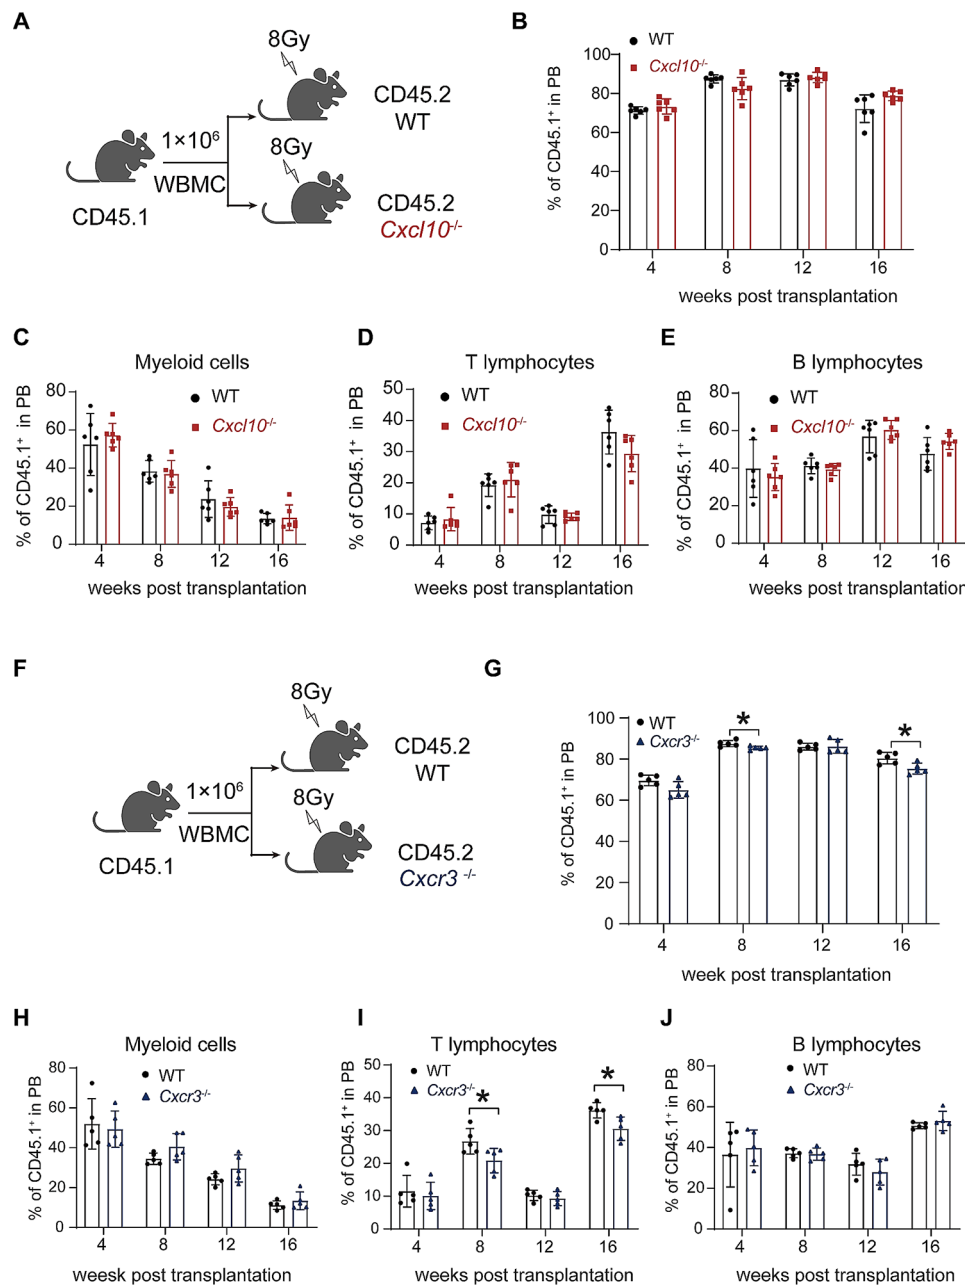 A
8Gy
CD45.2
WT
1×10⁶
WBMC
8Gy
CD45.1
CD45.2
Cxcl10-/-
B
WT
Cxcl10-/-
% of CD45.1+ in PB
100
80
60
40
20
0
4 8 12 16
weeks post transplantation
C
Myeloid cells
WT
Cxcl10-/-
% of CD45.1+ in PB
80
60
40
20
0
4 8 12 16
weeks post transplantation
D
T lymphocytes
WT
Cxcl10-/-
% of CD45.1+ in PB
50
40
30
20
10
0
4 8 12 16
weeks post transplantation
E
B lymphocytes
WT
Cxcl10-/-
% of CD45.1+ in PB
80
60
40
20
0
4 8 12 16
weeks post transplantation
F
8Gy
CD45.2
WT
1×10⁶
WBMC
8Gy
CD45.1
CD45.2
Cxcr3 -/-
G
WT
Cxcr3-/-
*
*
% of CD45.1+ in PB
100
80
60
40
20
0
4 8 12 16
week post transplantation
H
Myeloid cells
WT
Cxcr3-/-
% of CD45.1+ in PB
80
60
40
20
0
4 8 12 16
weesk post transplantation
I
T lymphocytes
WT
Cxcr3-/-
*
*
% of CD45.1+ in PB
50
40
30
20
10
0
4 8 12 16
weeks post transplantation
J
B lymphocytes
WT
Cxcr3-/-
% of CD45.1+ in PB
80
60
40
20
0
4 8 12 16
weeks post transplantation